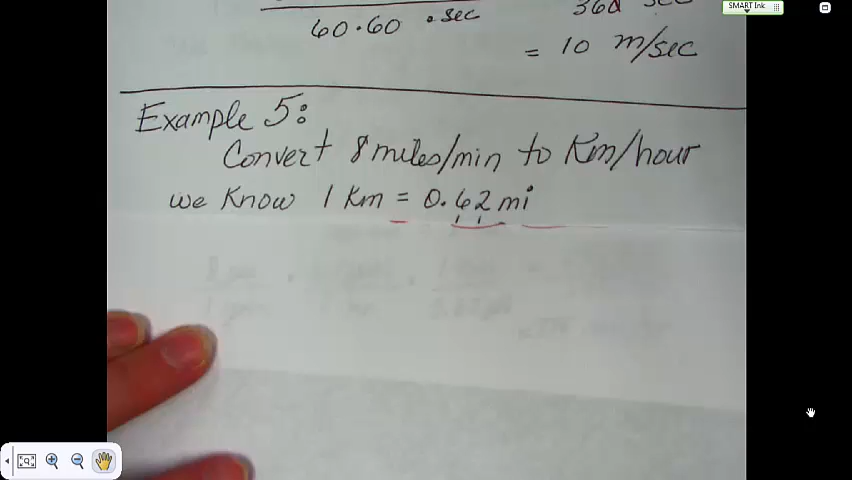 60.60 . sec
= 10 m/sec
SMART Ink
Example 5:
Convert 8 miles/min to Km/hour
we Know 1 Km = 0.62 mi